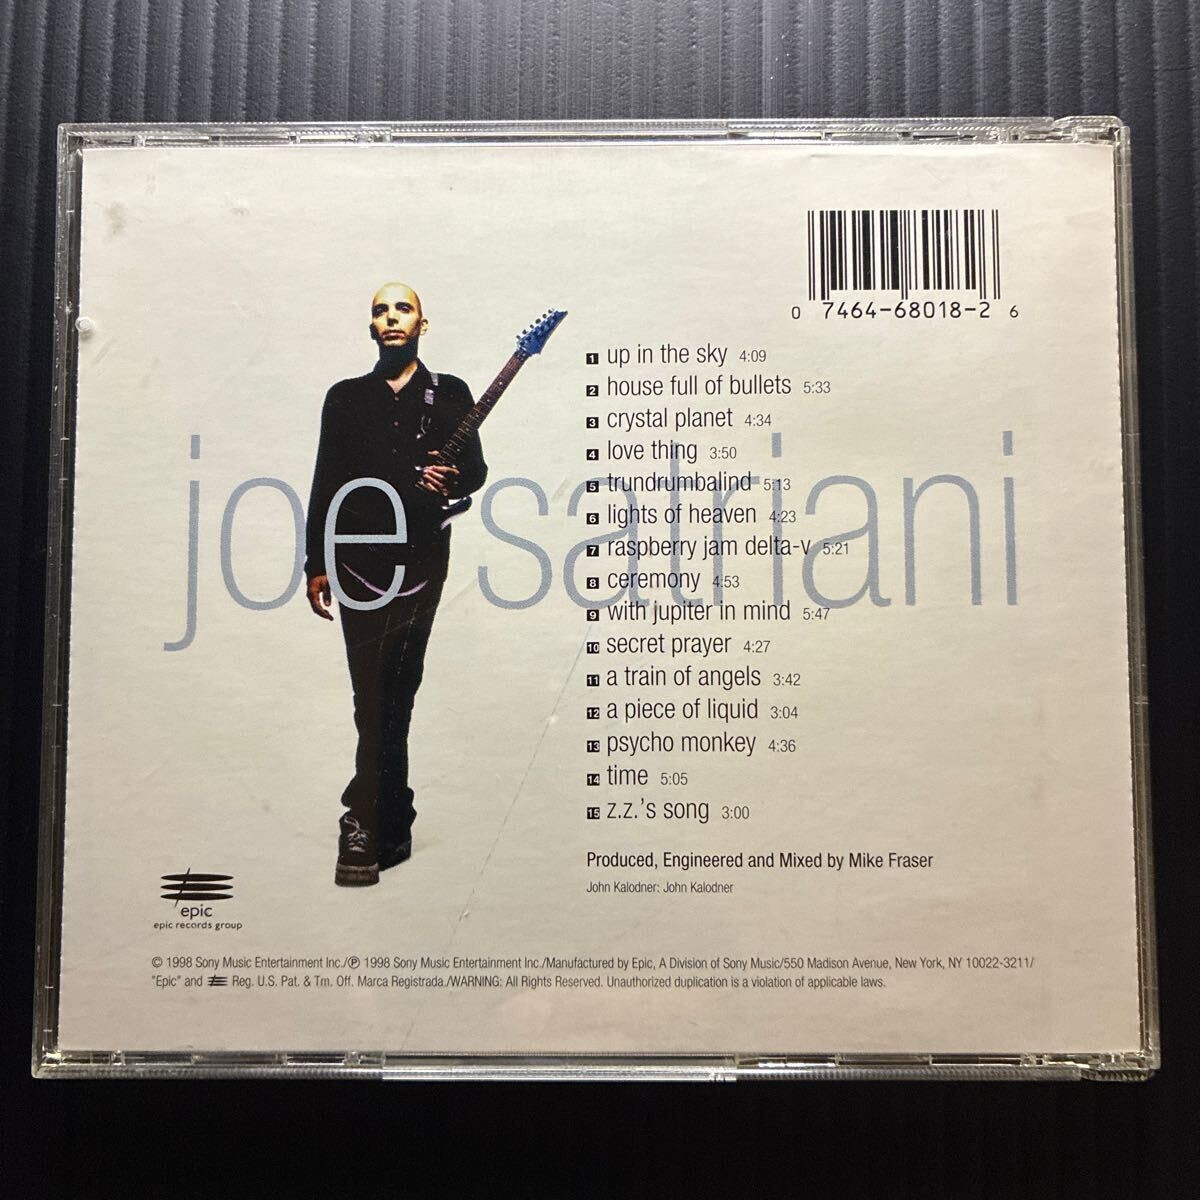 0 7464-68018-2 6
joe satriani
1 up in the sky 4:09
2 house full of bullets 5:33
3 crystal planet 4:34
4 love thing 3:50
5 trundrumbalind 5:13
6 lights of heaven 4:23
7 raspberry jam delta-v 5:21
8 ceremony 4:53
9 with jupiter in mind 5:47
10 secret prayer 4:27
11 a train of angels 3:42
12 a piece of liquid 3:04
13 psycho monkey 4:36
14 time 5:05
15 z.z.'s song 3:00
Produced, Engineered and Mixed by Mike Fraser
John Kalodner: John Kalodner
epic
epic records group
© 1998 Sony Music Entertainment Inc./℗ 1998 Sony Music Entertainment Inc./Manufactured by Epic, A Division of Sony Music/550 Madison Avenue, New York, NY 10022-3211/
"Epic" and Reg. U.S. Pat. & Tm. Off. Marca Registrada./WARNING: All Rights Reserved. Unauthorized duplication is a violation of applicable laws.